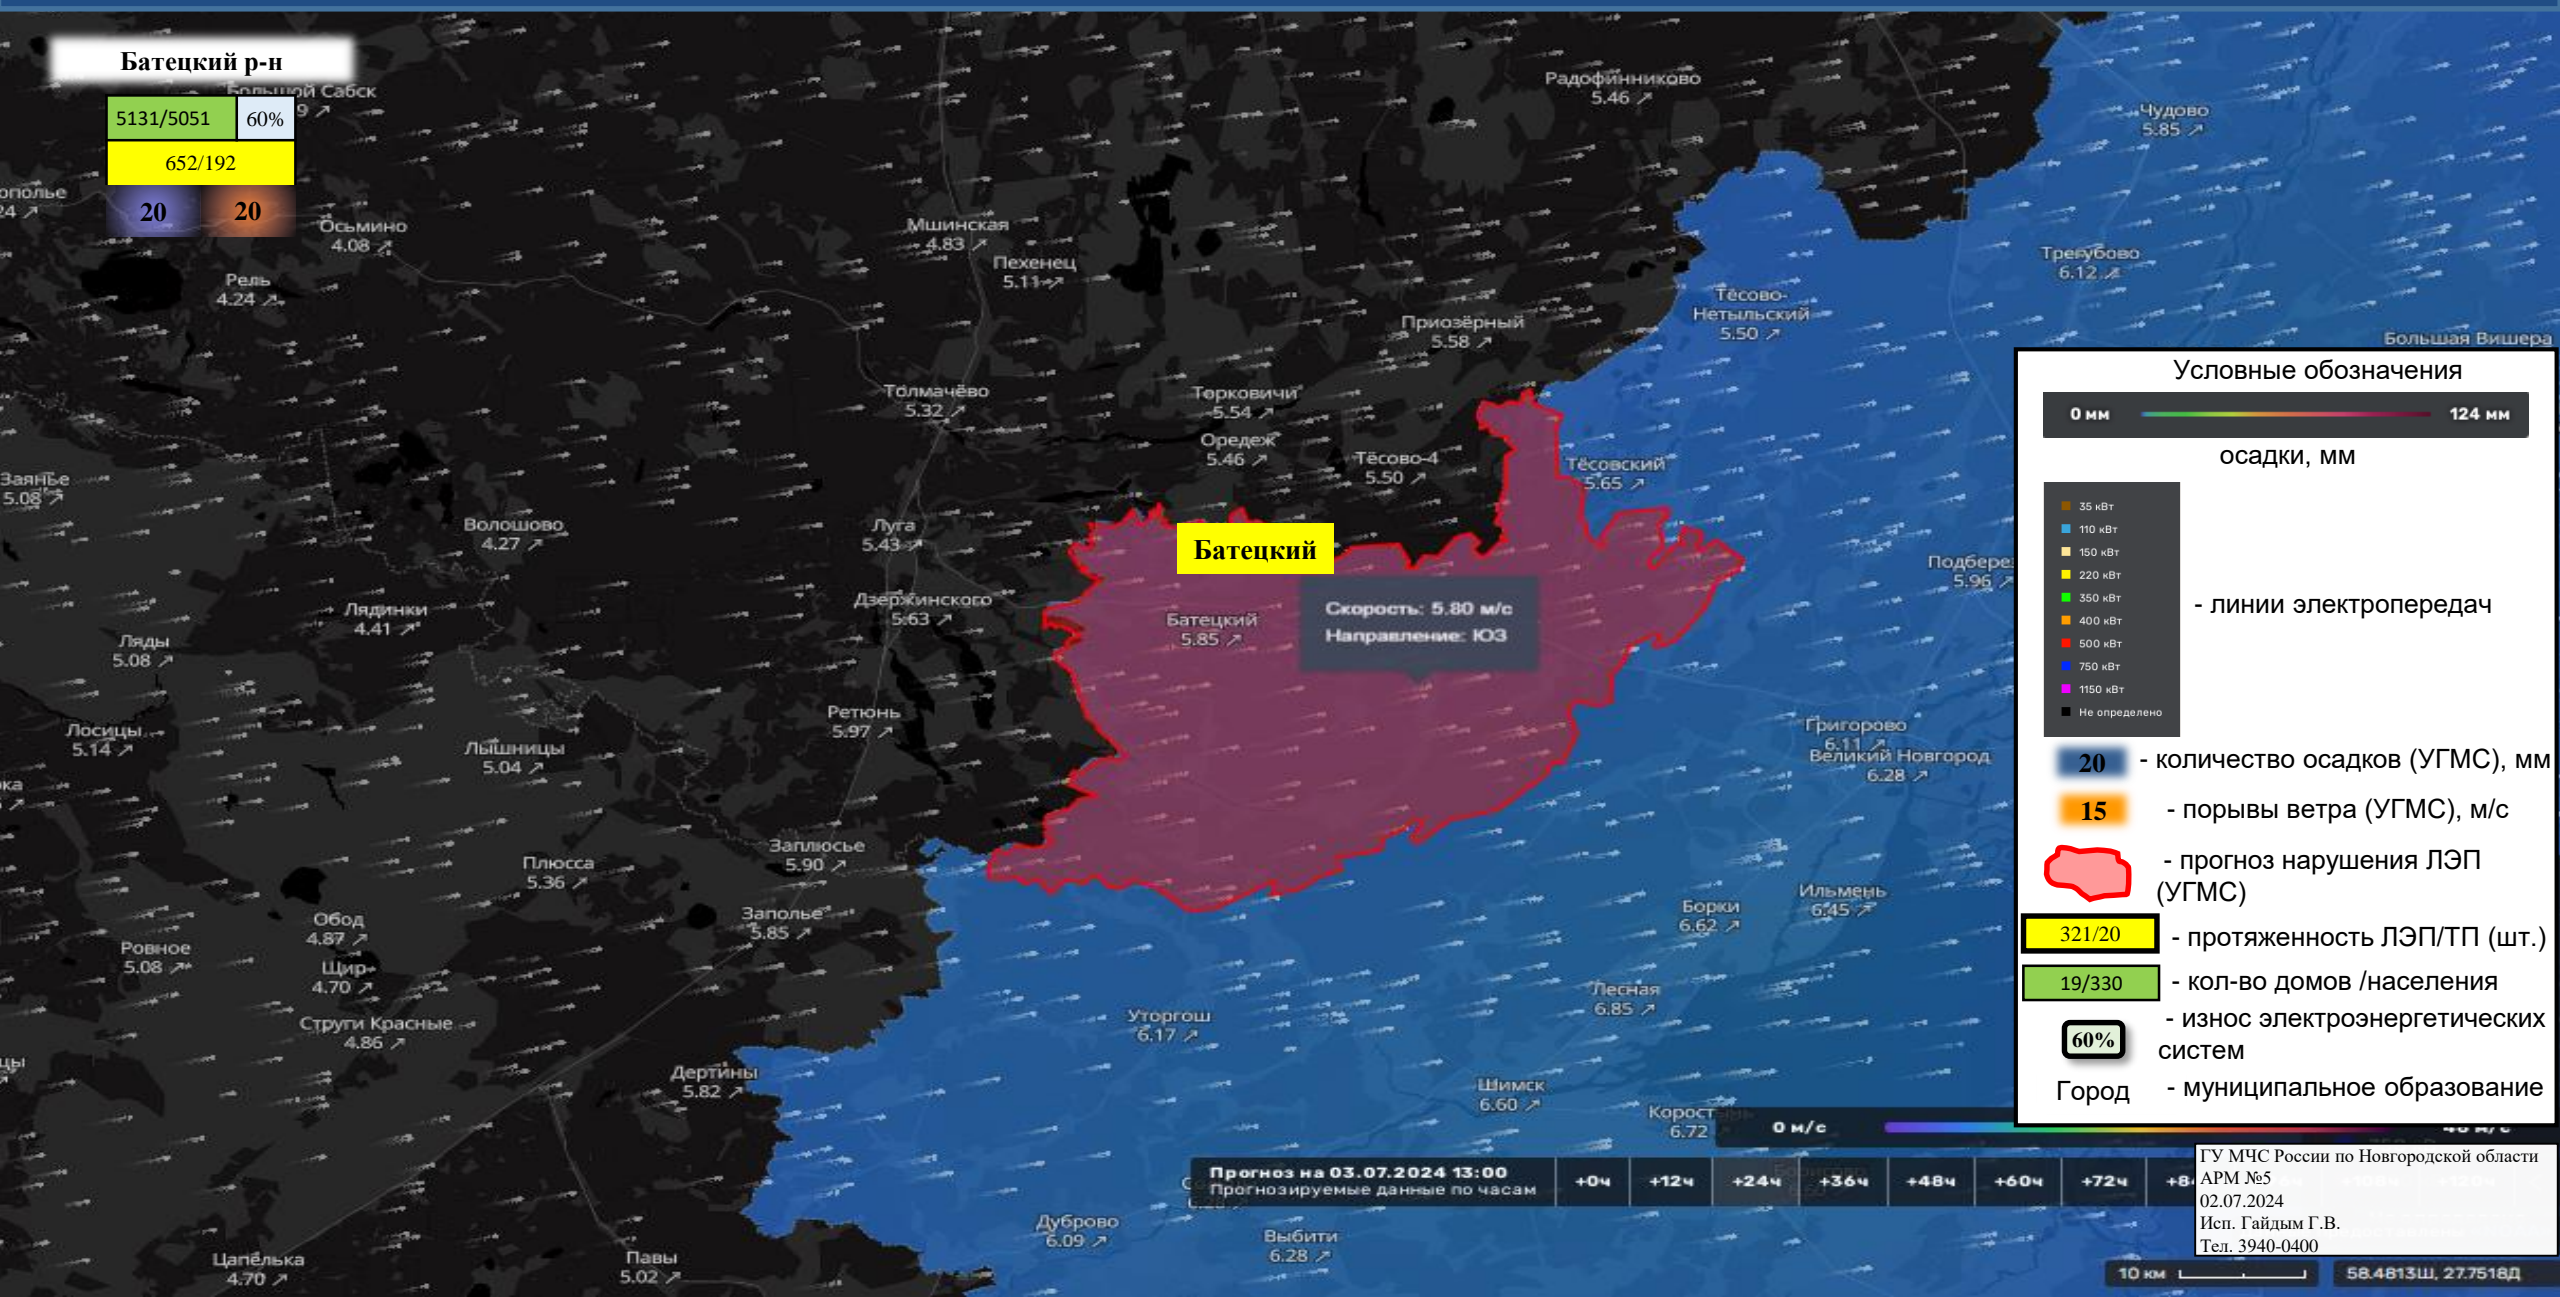 Батецкий р-н
Большой Сабск
5131/5051
60%
652/192
20
20
Осьмино
4.08 ↗
Рель
4.24 ↗
Мшинская
4.83 ↗
Пехенец
5.11 ↗
Радофинниково
5.46 ↗
Чудово
5.85 ↗
Трегубово
6.12 ↗
Тёсово-
Нетыльский
5.50 ↗
Приозёрный
5.58 ↗
Большая Вишера
Толмачёво
5.32 ↗
Торковичи
5.54 ↗
Оредеж
5.46 ↗
Тёсово-4
5.50 ↗
Тёсовский
5.65 ↗
Заянье
5.08 ↗
Волошово
4.27 ↗
Луга
5.43 ↗
Батецкий
Дзержинского
5.63 ↗
Лядинки
4.41 ↗
Ляды
5.08 ↗
Батецкий
5.85 ↗
Скорость: 5.80 м/с
Направление: ЮЗ
5.96 ↗
Лосицы
5.14 ↗
Ретюнь
5.97 ↗
Лышницы
5.04 ↗
Григорово
6.11 ↗
Великий Новгород
6.28 ↗
Заплюсье
5.90 ↗
Плюсса
5.36 ↗
Заполье
5.85 ↗
Обод
4.87 ↗
Ровное
5.08 ↗
Щир
4.70 ↗
Струги Красные
4.86 ↗
Ильмень
6.45 ↗
Борки
6.62 ↗
Лесная
6.85 ↗
Уторгош
6.17 ↗
Дертины
5.82 ↗
Шимск
6.60 ↗
6.72
Дуброво
6.09 ↗
Выбити
6.28 ↗
Цапелька
4.70 ↗
Павы
5.02 ↗
Условные обозначения
0 мм
124 мм
осадки, мм
35 кВт
110 кВт
150 кВт
220 кВт
350 кВт
400 кВт
500 кВт
750 кВт
1150 кВт
Не определено
- линии электропередач
20 - количество осадков (УГМС), мм
15 - порывы ветра (УГМС), м/с
- прогноз нарушения ЛЭП
(УГМС)
321/20 - протяженность ЛЭП/ТП (шт.)
19/330 - кол-во домов /населения
60% - износ электроэнергетических
систем
Город - муниципальное образование
0 м/с
Прогноз на 03.07.2024 13:00
Прогнозируемые данные по часам
+0ч +12ч +24ч +36ч +48ч +60ч +72ч
ГУ МЧС России по Новгородской области
АРМ №5
02.07.2024
Исп. Гайдым Г.В.
Тел. 3940-0400
10 км
58.4813Ш, 27.7518Д